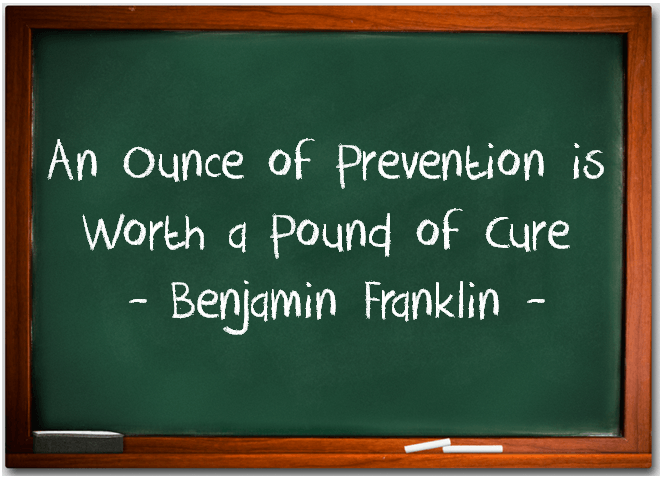 An Ounce of Prevention is
Worth a Pound of Cure
- Benjamin Franklin -